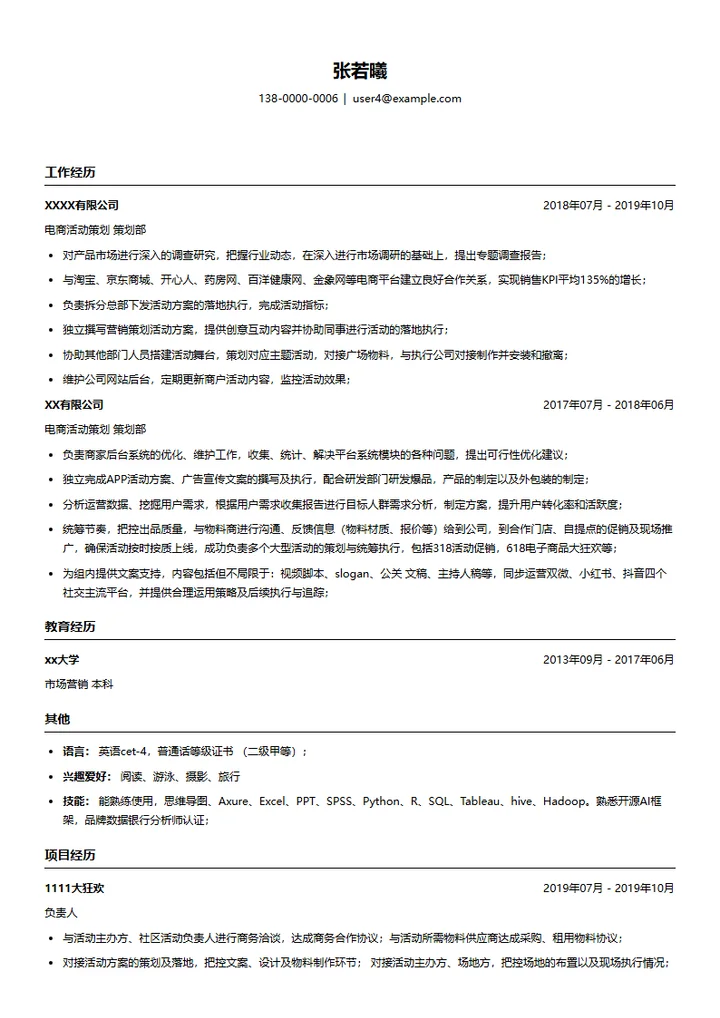 张若曦
138-0000-0006 | user4@example.com
工作经历
XXXX有限公司 2018年07月 - 2019年10月
电商活动策划 策划部
• 对产品市场进行深入的调查研究，把握行业动态，在深入进行市场调研的基础上，提出专题调查报告；
• 与淘宝、京东商城、开心人、药房网、百洋健康网、金象网等电商平台建立良好合作关系，实现销售KPI平均135%的增长；
• 负责拆分总部下发活动方案的落地执行，完成活动指标；
• 独立撰写营销策划活动方案，提供创意互动内容并协助同事进行活动的落地执行；
• 协助其他部门人员搭建活动舞台，策划对应主题活动，对接广场物料，与执行公司对接制作并安装和撤离；
• 维护公司网站后台，定期更新商户活动内容，监控活动效果；
XX有限公司 2017年07月 - 2018年06月
电商活动策划 策划部
• 负责商家后台系统的优化、维护工作，收集、统计、解决平台系统模块的各种问题，提出可行性优化建议；
• 独立完成APP活动方案、广告宣传文案的撰写及执行，配合研发部门研发爆品，产品的制定以及外包装的制定；
• 分析运营数据、挖掘用户需求，根据用户需求收集报告进行目标人群需求分析，制定方案，提升用户转化率和活跃度；
• 统筹节奏，把控出品质量，与物料商进行沟通、反馈信息（物料材质、报价等）给到公司，到合作门店、自提点的促销及现场推
广，确保活动按时按质上线，成功负责多个大型活动的策划与统筹执行，包括318活动促销，618电子商品大狂欢等；
• 为组内提供文案支持，内容包括但不局限于：视频脚本、slogan、公关 文稿、主持人稿等，同步运营双微、小红书、抖音四个
社交主流平台，并提供合理运用策略及后续执行与追踪；
教育经历
xx大学 2013年09月 - 2017年06月
市场营销 本科
其他
• 语言： 英语cet-4，普通话等级证书 （二级甲等）；
• 兴趣爱好： 阅读、游泳、摄影、旅行
• 技能： 能熟练使用，思维导图、Axure、Excel、PPT、SPSS、Python、R、SQL、Tableau、hive、Hadoop。熟悉开源AI框
架，品牌数据银行分析师认证；
项目经历
1111大狂欢 2019年07月 - 2019年10月
负责人
• 与活动主办方、社区活动负责人进行商务洽谈，达成商务合作协议；与活动所需物料供应商达成采购、租用物料协议；
• 对接活动方案的策划及落地，把控文案、设计及物料制作环节； 对接活动主办方、场地方，把控场地的布置以及现场执行情况；